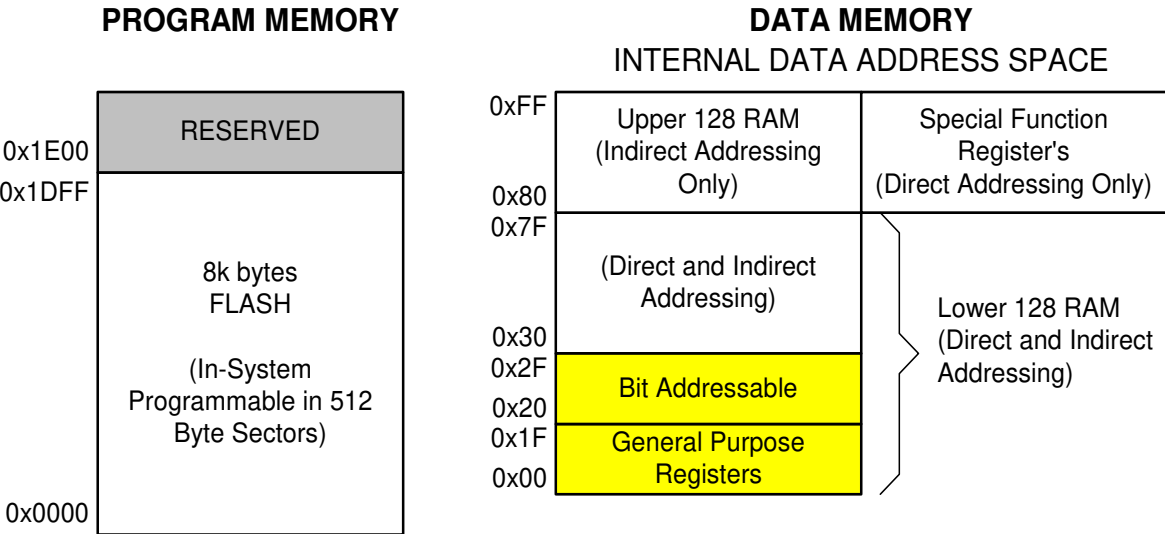 PROGRAM MEMORY
RESERVED
0x1E00
0x1DFF
8k bytes
FLASH
(In-System
Programmable in 512
Byte Sectors)
0x0000
DATA MEMORY
INTERNAL DATA ADDRESS SPACE
0xFF
Upper 128 RAM
(Indirect Addressing
Only)
0x80
Special Function
Register's
(Direct Addressing Only)
0x7F
(Direct and Indirect
Addressing)
0x30
0x2F
Bit Addressable
0x20
0x1F
General Purpose
Registers
0x00
Lower 128 RAM
(Direct and Indirect
Addressing)